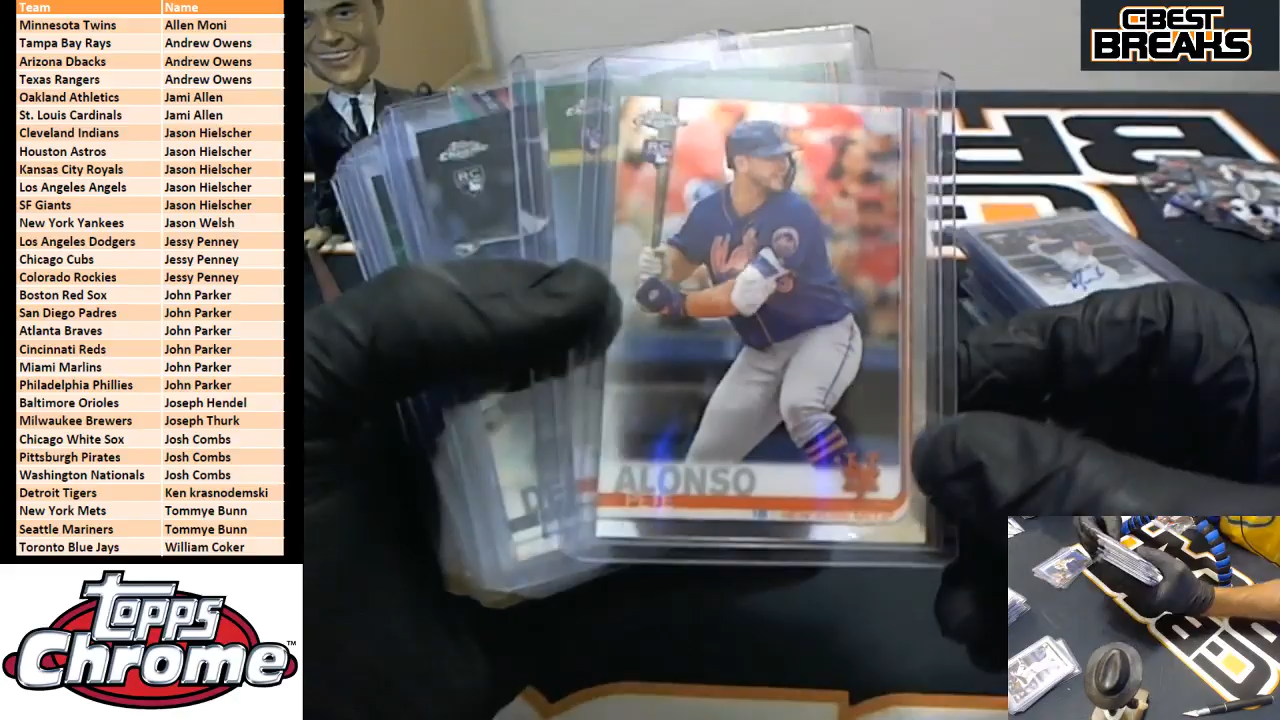 Team Name
Minnesota Twins Allen Moni
Tampa Bay Rays Andrew Owens
Arizona Dbacks Andrew Owens
Texas Rangers Andrew Owens
Oakland Athletics Jami Allen
St. Louis Cardinals Jami Allen
Cleveland Indians Jason Hielscher
Houston Astros Jason Hielscher
Kansas City Royals Jason Hielscher
Los Angeles Angels Jason Hielscher
SF Giants Jason Hielscher
New York Yankees Jason Welsh
Los Angeles Dodgers Jessy Penney
Chicago Cubs Jessy Penney
Colorado Rockies Jessy Penney
Boston Red Sox John Parker
San Diego Padres John Parker
Atlanta Braves John Parker
Cincinnati Reds John Parker
Miami Marlins John Parker
Philadelphia Phillies John Parker
Baltimore Orioles Joseph Hendel
Milwaukee Brewers Joseph Thurk
Chicago White Sox Josh Combs
Pittsburgh Pirates Josh Combs
Washington Nationals Josh Combs
Detroit Tigers Ken krasnodemski
New York Mets Tommye Bunn
Seattle Mariners Tommye Bunn
Toronto Blue Jays William Coker
Topps
Chrome™
C-BEST
BREAKS
RC
RC
Mets
ALONSO
PETE